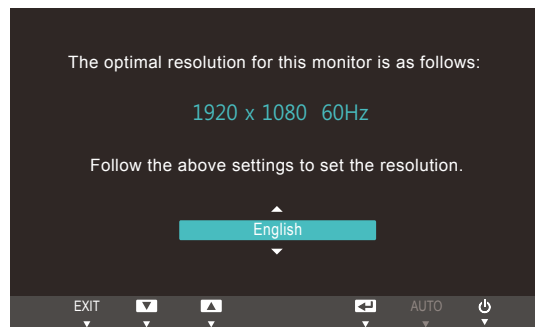 The optimal resolution for this monitor is as follows:
1920 x 1080 60Hz
Follow the above settings to set the resolution.
English
EXIT AUTO